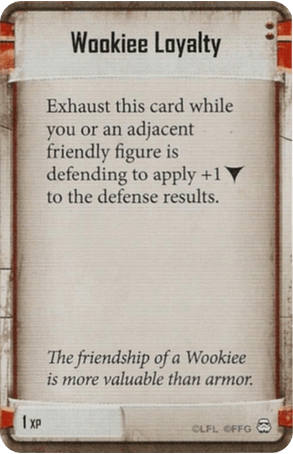 Wookiee Loyalty
Exhaust this card while
you or an adjacent
friendly figure is
defending to apply +1
to the defense results.
The friendship of a Wookiee
is more valuable than armor.
1 XP
©LFL ©FFG